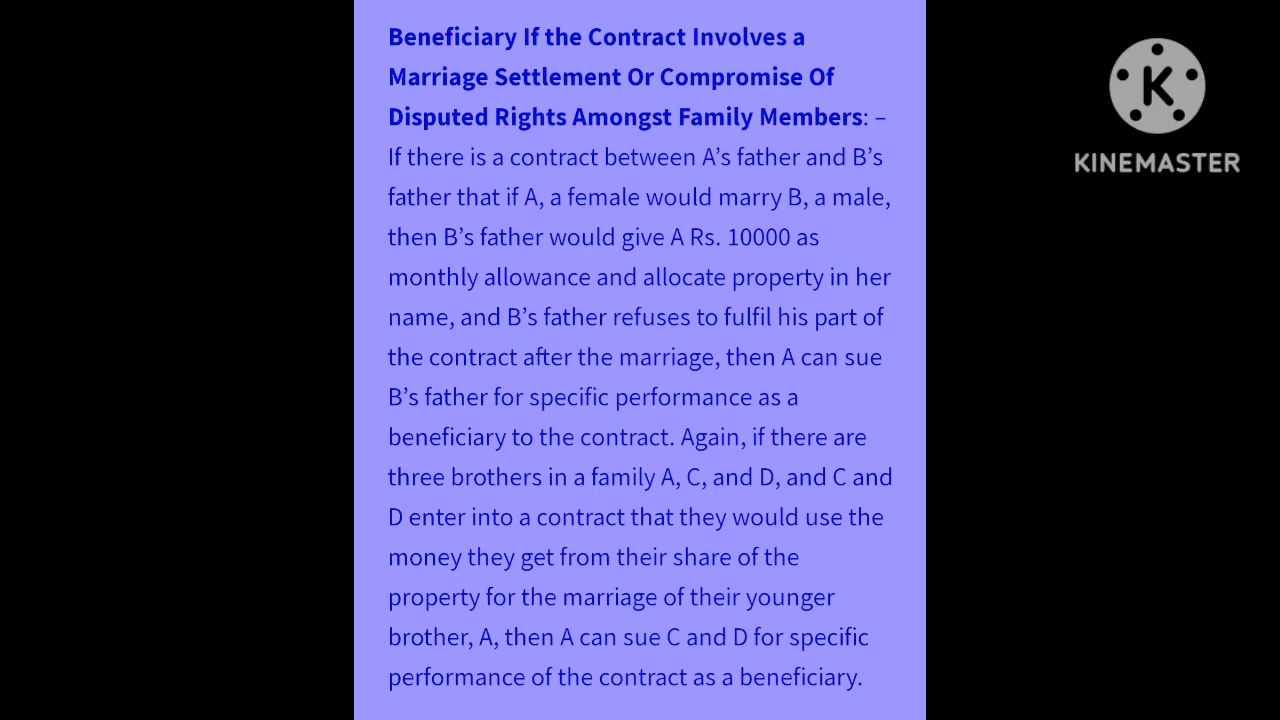 Beneficiary If the Contract Involves a
Marriage Settlement Or Compromise Of
Disputed Rights Amongst Family Members: –
If there is a contract between A’s father and B’s
father that if A, a female would marry B, a male,
then B’s father would give A Rs. 10000 as
monthly allowance and allocate property in her
name, and B’s father refuses to fulfil his part of
the contract after the marriage, then A can sue
B’s father for specific performance as a
beneficiary to the contract. Again, if there are
three brothers in a family A, C, and D, and C and
D enter into a contract that they would use the
money they get from their share of the
property for the marriage of their younger
brother, A, then A can sue C and D for specific
performance of the contract as a beneficiary.
K
KINEMASTER